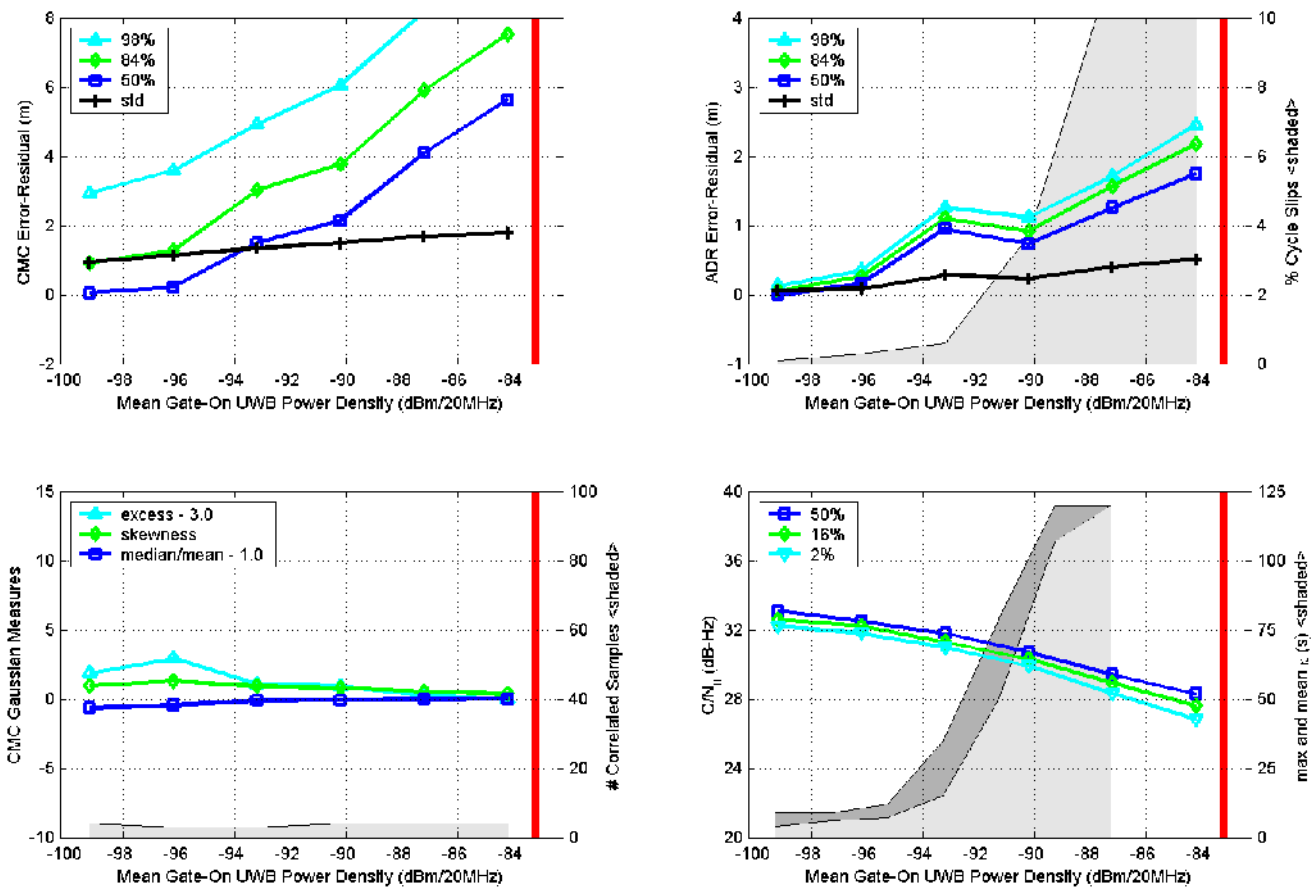 8
98%
84%
50%
std
6
4
2
0
-2
CMC Error-Residual (m)
-100 -98 -96 -94 -92 -90 -88 -86 -84
Mean Gate-On UWB Power Density (dBm/20MHz)
4
98%
84%
50%
std
3
2
1
0
-1
ADR Error-Residual (m)
10
8
6
4
2
0
% Cycle Slips <shaded>
-100 -98 -96 -94 -92 -90 -88 -86 -84
Mean Gate-On UWB Power Density (dBm/20MHz)
15
excess - 3.0
skewness
median/mean - 1.0
10
5
0
-5
-10
CMC Gaussian Measures
100
80
60
40
20
0
# Correlated Samples <shaded>
-100 -98 -96 -94 -92 -90 -88 -86 -84
Mean Gate-On UWB Power Density (dBm/20MHz)
40
50%
16%
2%
36
32
28
24
20
(dB-Hz)
125
100
75
50
25
0
max and mean (s) <shaded>
-100 -98 -96 -94 -92 -90 -88 -86 -84
Mean Gate-On UWB Power Density (dBm/20MHz)